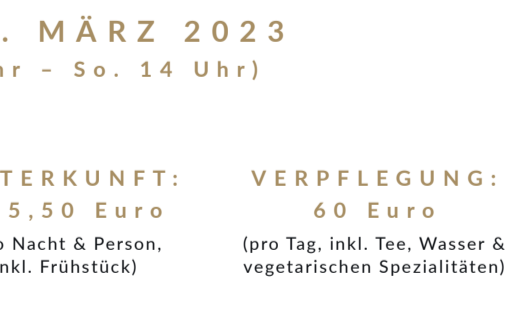 . MÄRZ 2023
hr – So. 14 Uhr)
TERKUNFT:
5,50 Euro
o Nacht & Person,
nkl. Frühstück)
VERPFLEGUNG:
60 Euro
(pro Tag, inkl. Tee, Wasser &
vegetarischen Spezialitäten)